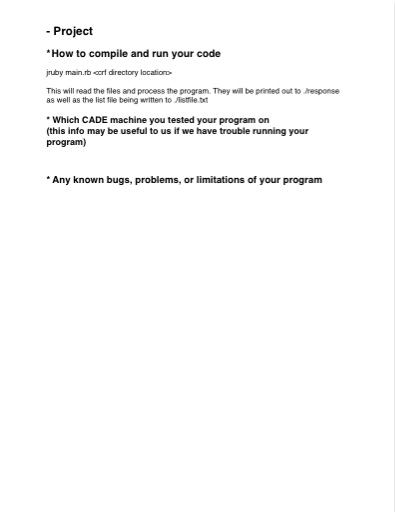 - Project
*How to compile and run your code
jruby main.rb <crf directory location>
This will read the files and process the program. They will be printed out to ./response
as well as the list file being written to ./listfile.txt
* Which CADE machine you tested your program on
(this info may be useful to us if we have trouble running your
program)
* Any known bugs, problems, or limitations of your program